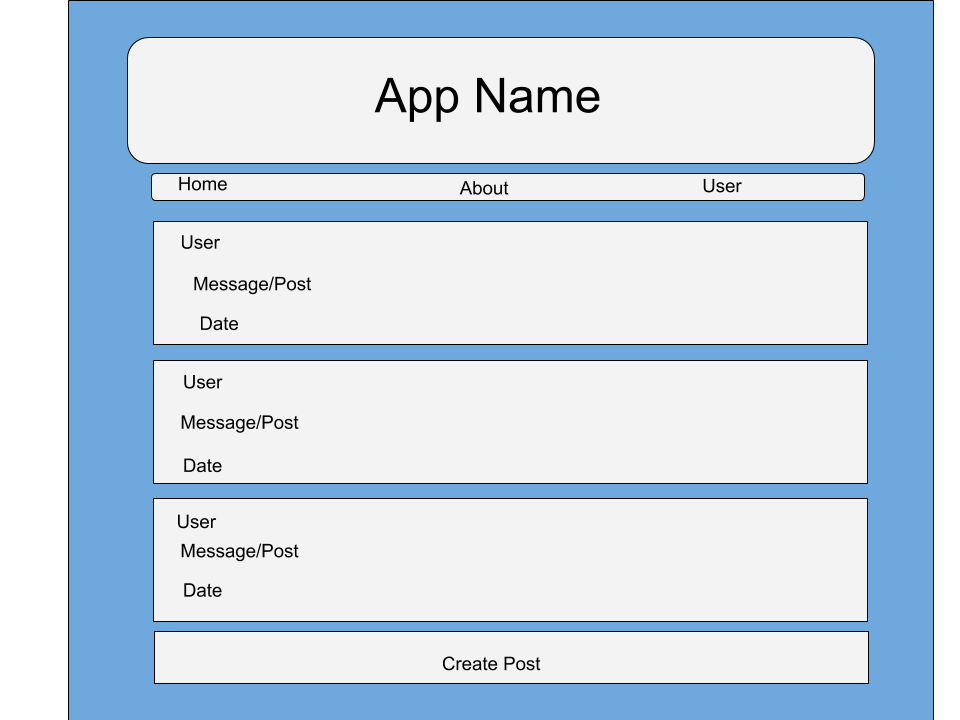 App Name
Home About User
User
Message/Post
Date
User
Message/Post
Date
User
Message/Post
Date
Create Post